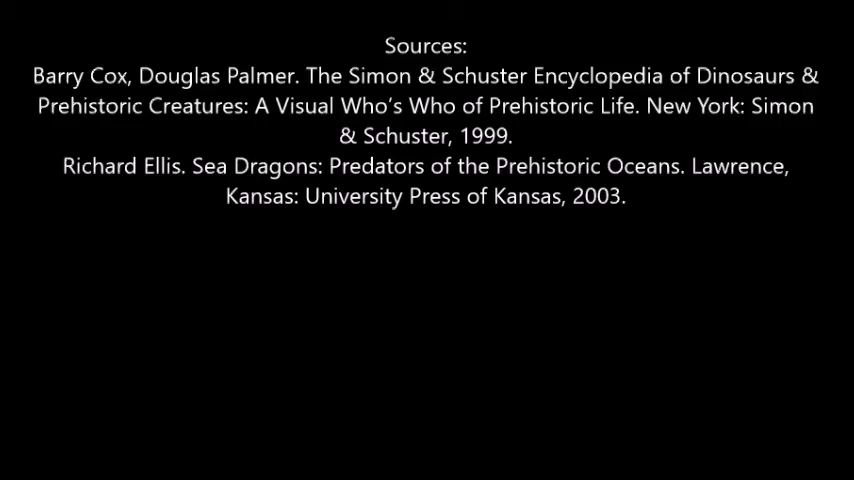 Sources:
Barry Cox, Douglas Palmer. The Simon & Schuster Encyclopedia of Dinosaurs &
Prehistoric Creatures: A Visual Who’s Who of Prehistoric Life. New York: Simon
& Schuster, 1999.
Richard Ellis. Sea Dragons: Predators of the Prehistoric Oceans. Lawrence,
Kansas: University Press of Kansas, 2003.